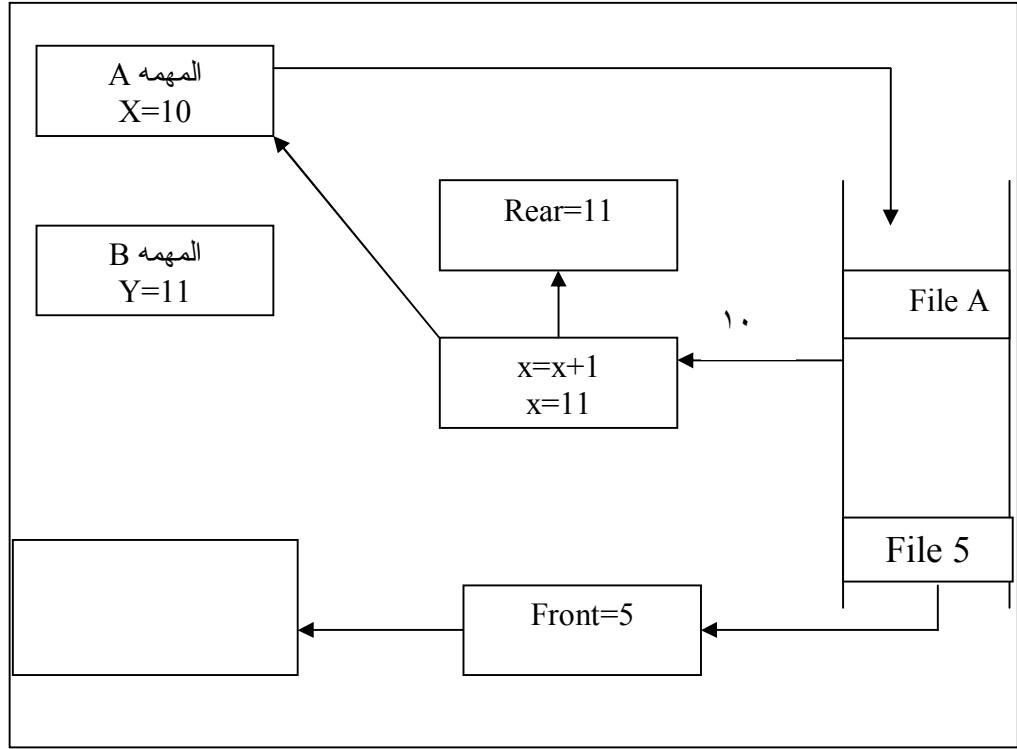 المهمه A
X=10
Rear=11
المهمه B
Y=11
File A
١٠
x=x+1
x=11
File 5
Front=5